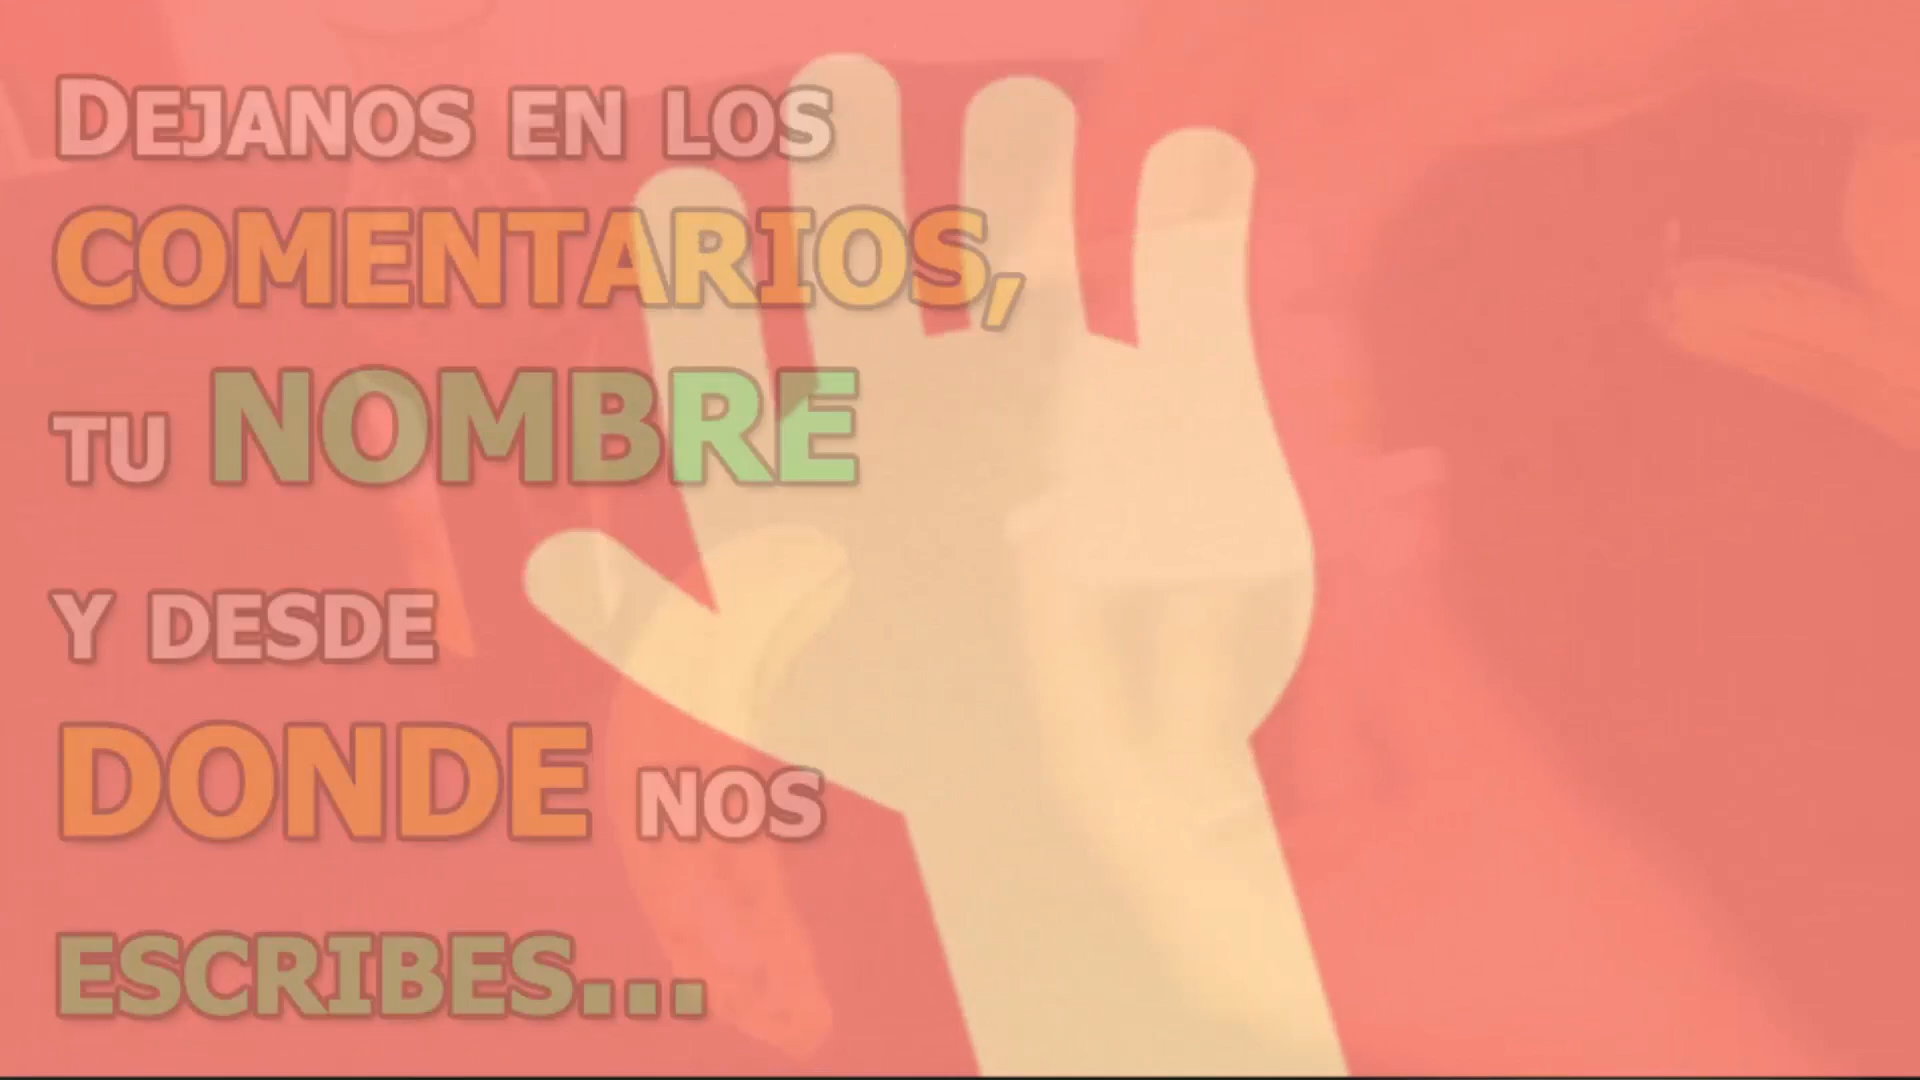 DEJANOS EN LOS
COMENTARIOS,
TU NOMBRE
Y DESDE
DONDE NOS
ESCRIBES...